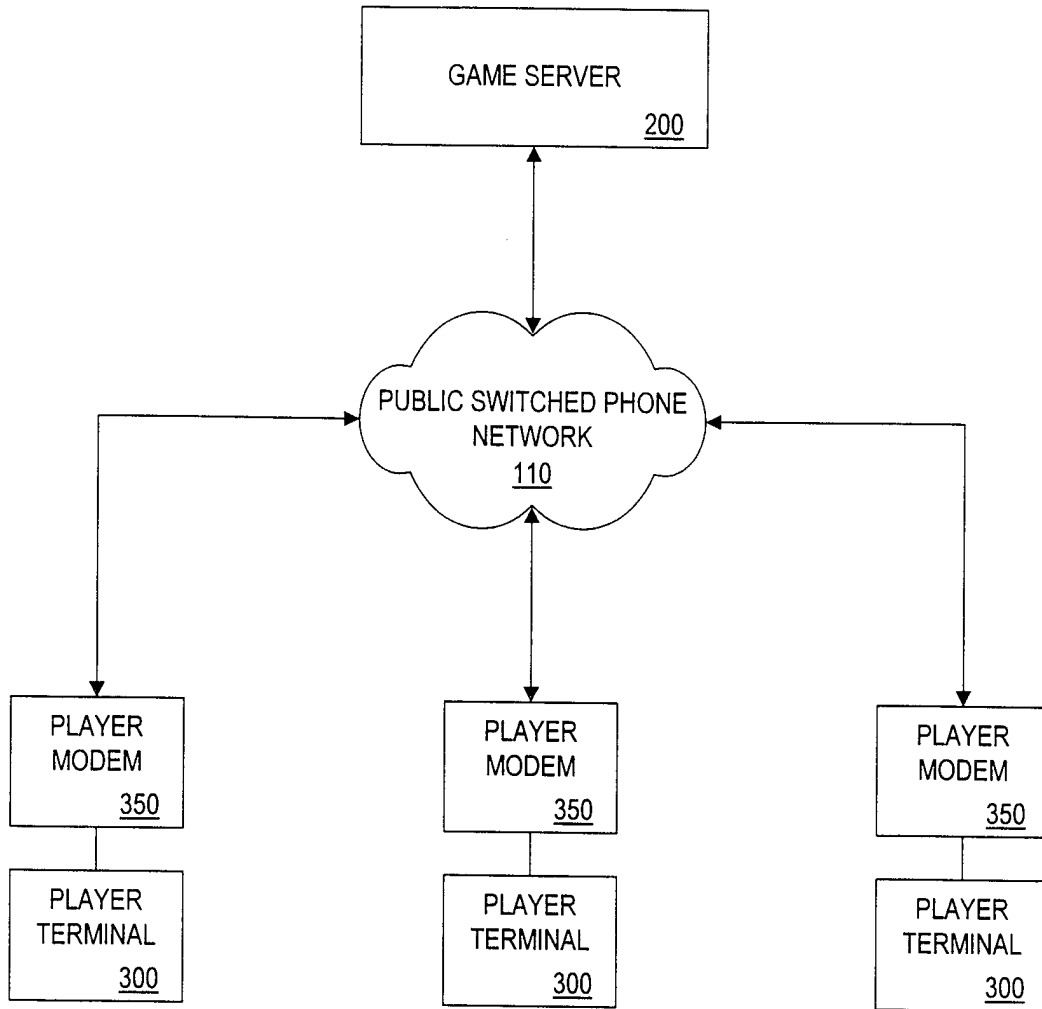 GAME SERVER
200
PUBLIC SWITCHED PHONE
NETWORK
110
PLAYER
MODEM
350
PLAYER
TERMINAL
300
PLAYER
MODEM
350
PLAYER
TERMINAL
300
PLAYER
MODEM
350
PLAYER
TERMINAL
300